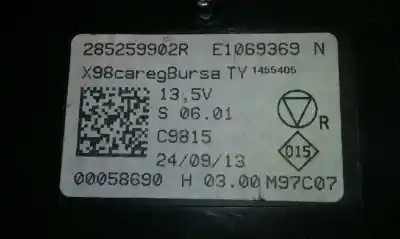 285259902R E1069369 N
X98caregBursa TY 1455405
13,5V
S 06.01
C9815
R
24/09/13
015
00058690 H 03.00 M97C07